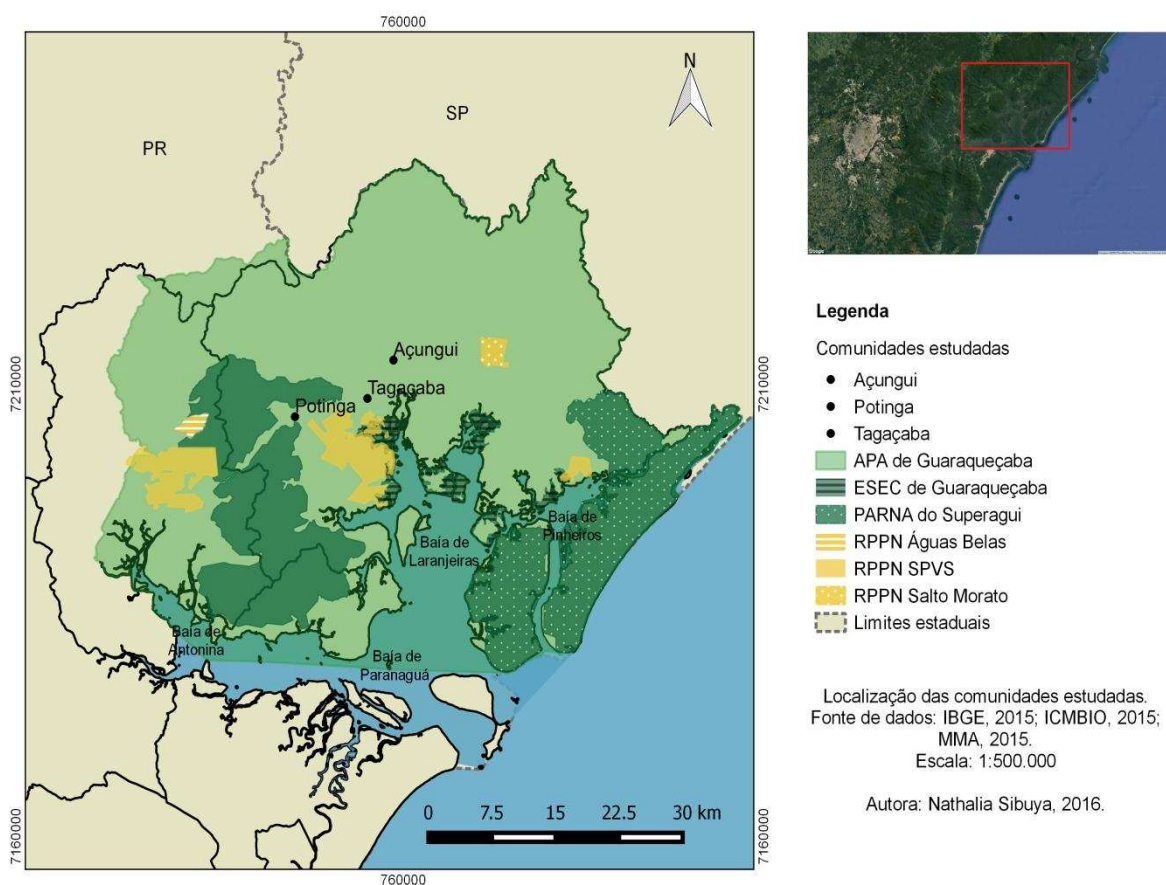 760000
N
PR
SP
7210000
7210000
Açungui
Tagaçaba
Potinga
Baía de
Pinheiros
Baía de
Laranjeiras
Baía de
Antonina
Baía de
Paranaguá
0 7.5 15 22.5 30 km
7160000
7160000
760000
Google
Legenda
Comunidades estudadas
Açungui
Potinga
Tagaçaba
APA de Guaraqueçaba
ESEC de Guaraqueçaba
PARNA do Superagui
RPPN Águas Belas
RPPN SPVS
RPPN Salto Morato
Limites estaduais
Localização das comunidades estudadas.
Fonte de dados: IBGE, 2015; ICMBIO, 2015;
MMA, 2015.
Escala: 1:500.000
Autora: Nathalia Sibuya, 2016.